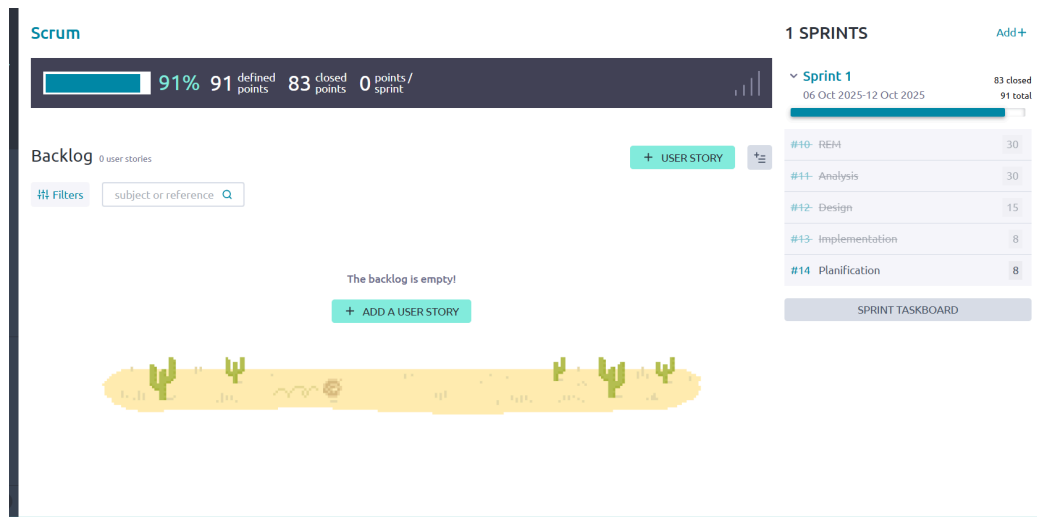 Scrum
91% 91 defined points 83 closed points 0 points / sprint
Backlog 0 user stories
+ USER STORY
Filters
subject or reference
The backlog is empty!
+ ADD A USER STORY
1 SPRINTS
Add+
Sprint 1
83 closed
06 Oct 2025-12 Oct 2025
91 total
#10 REM 30
#11 Analysis 30
#12 Design 15
#13 Implementation 8
#14 Planification 8
SPRINT TASKBOARD